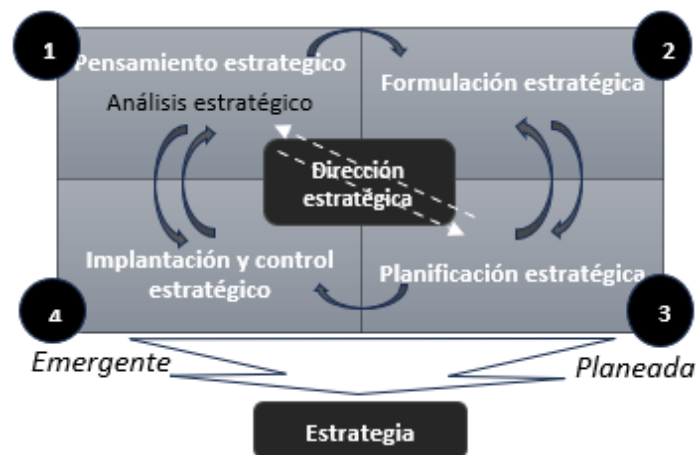 1
2
Pensamiento estrategico
Análisis estratégico
Formulación estratégica
Dirección
estratégica
Implantación y control
estratégico
Planificación estratégica
4
3
Emergente
Planeada
Estrategia